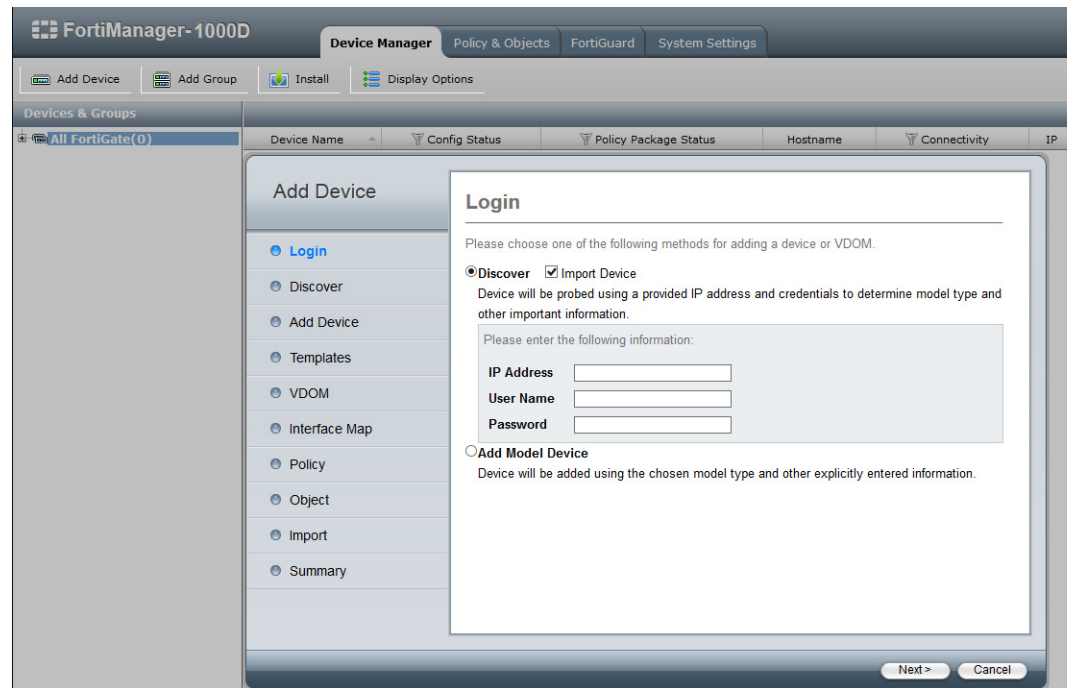 FortiManager-1000D
Device Manager
Policy & Objects
FortiGuard
System Settings
Add Device
Add Group
Install
Display Options
Devices & Groups
All FortiGate(0)
Device Name
Config Status
Policy Package Status
Hostname
Connectivity
IP
Add Device
Login
Discover
Add Device
Templates
VDOM
Interface Map
Policy
Object
Import
Summary
Login
Please choose one of the following methods for adding a device or VDOM.
Discover Import Device
Device will be probed using a provided IP address and credentials to determine model type and
other important information.
Please enter the following information:
IP Address
User Name
Password
Add Model Device
Device will be added using the chosen model type and other explicitly entered information.
Next >
Cancel